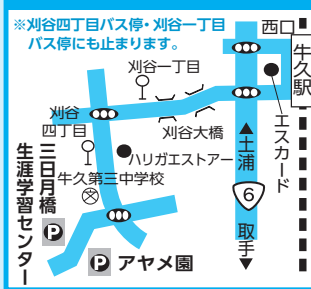 ※刈谷四丁目バス停・刈谷一丁目
バス停にも止まります。
西口
牛久駅
刈谷一丁目
エスカード
刈谷
四丁目
刈谷大橋
▲土浦
ハリガエストアー
牛久第三中学校
6
取手▼
三日月橋
生涯学習センター
P
P アヤメ園